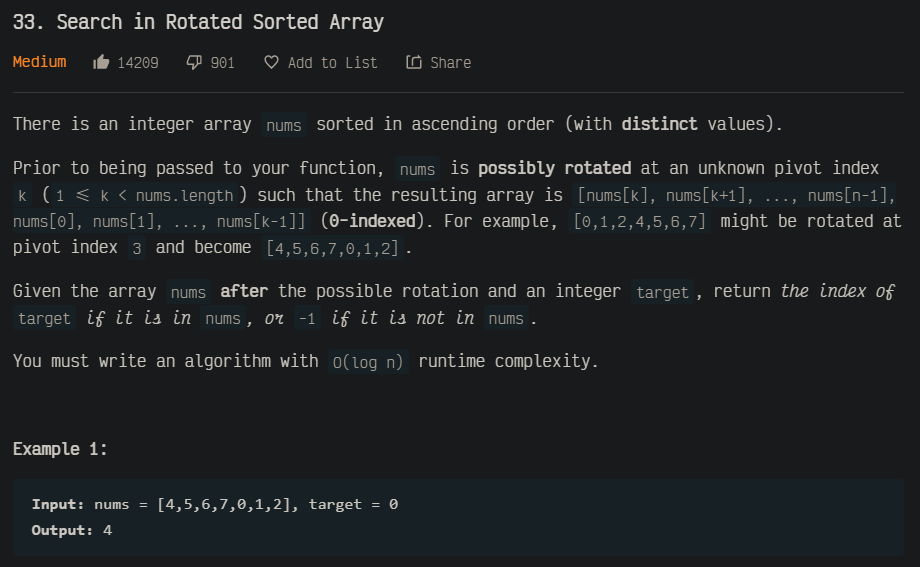 33. Search in Rotated Sorted Array
Medium 14209 901 Add to List Share
There is an integer array nums sorted in ascending order (with distinct values).
Prior to being passed to your function, nums is possibly rotated at an unknown pivot index
k (1 <= k < nums.length) such that the resulting array is [nums[k], nums[k+1], ..., nums[n-1],
nums[0], nums[1], ..., nums[k-1]] (0-indexed). For example, [0,1,2,4,5,6,7] might be rotated at
pivot index 3 and become [4,5,6,7,0,1,2].
Given the array nums after the possible rotation and an integer target, return the index of
target if it is in nums, or -1 if it is not in nums.
You must write an algorithm with O(log n) runtime complexity.
Example 1:
Input: nums = [4,5,6,7,0,1,2], target = 0
Output: 4